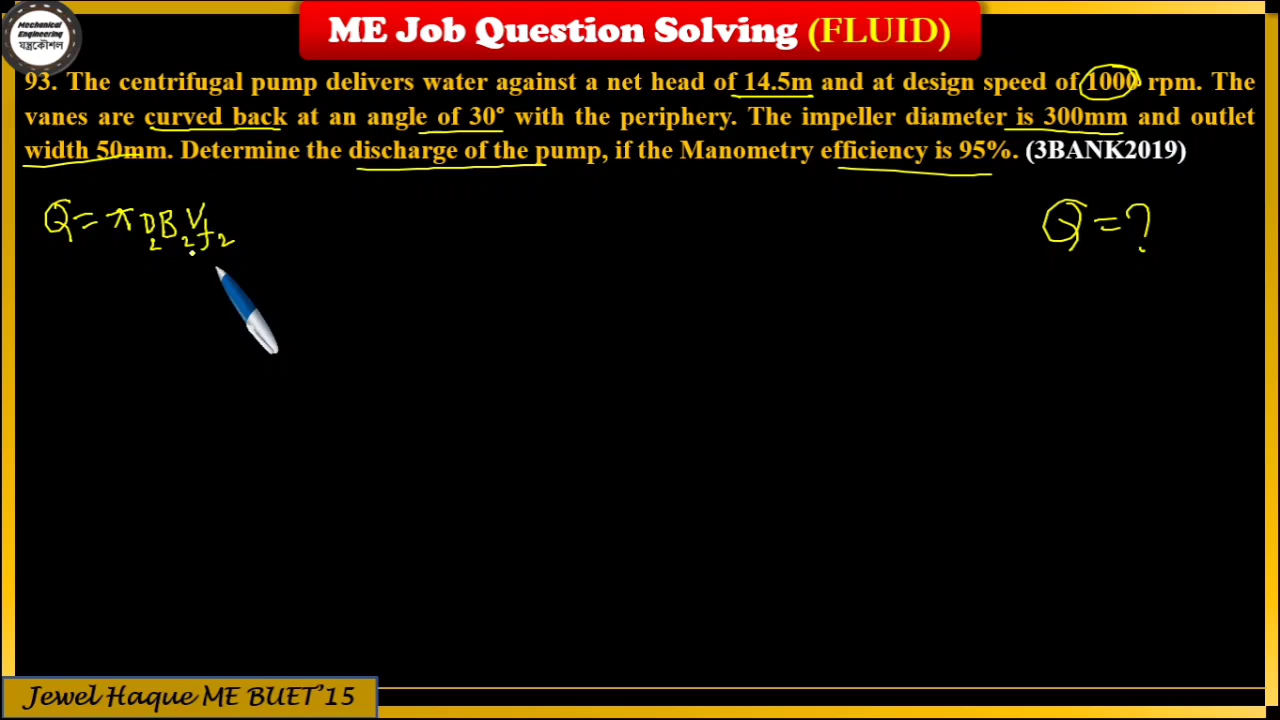 Mechanical
Engineering
যন্ত্রকৌশল
ME Job Question Solving (FLUID)
93. The centrifugal pump delivers water against a net head of 14.5m and at design speed of 1000 rpm. The
vanes are curved back at an angle of 30° with the periphery. The impeller diameter is 300mm and outlet
width 50mm. Determine the discharge of the pump, if the Manometry efficiency is 95%. (3BANK2019)
Q = π D₂ B₂ Vf₂
Q = ?
Jewel Haque ME BUET'15